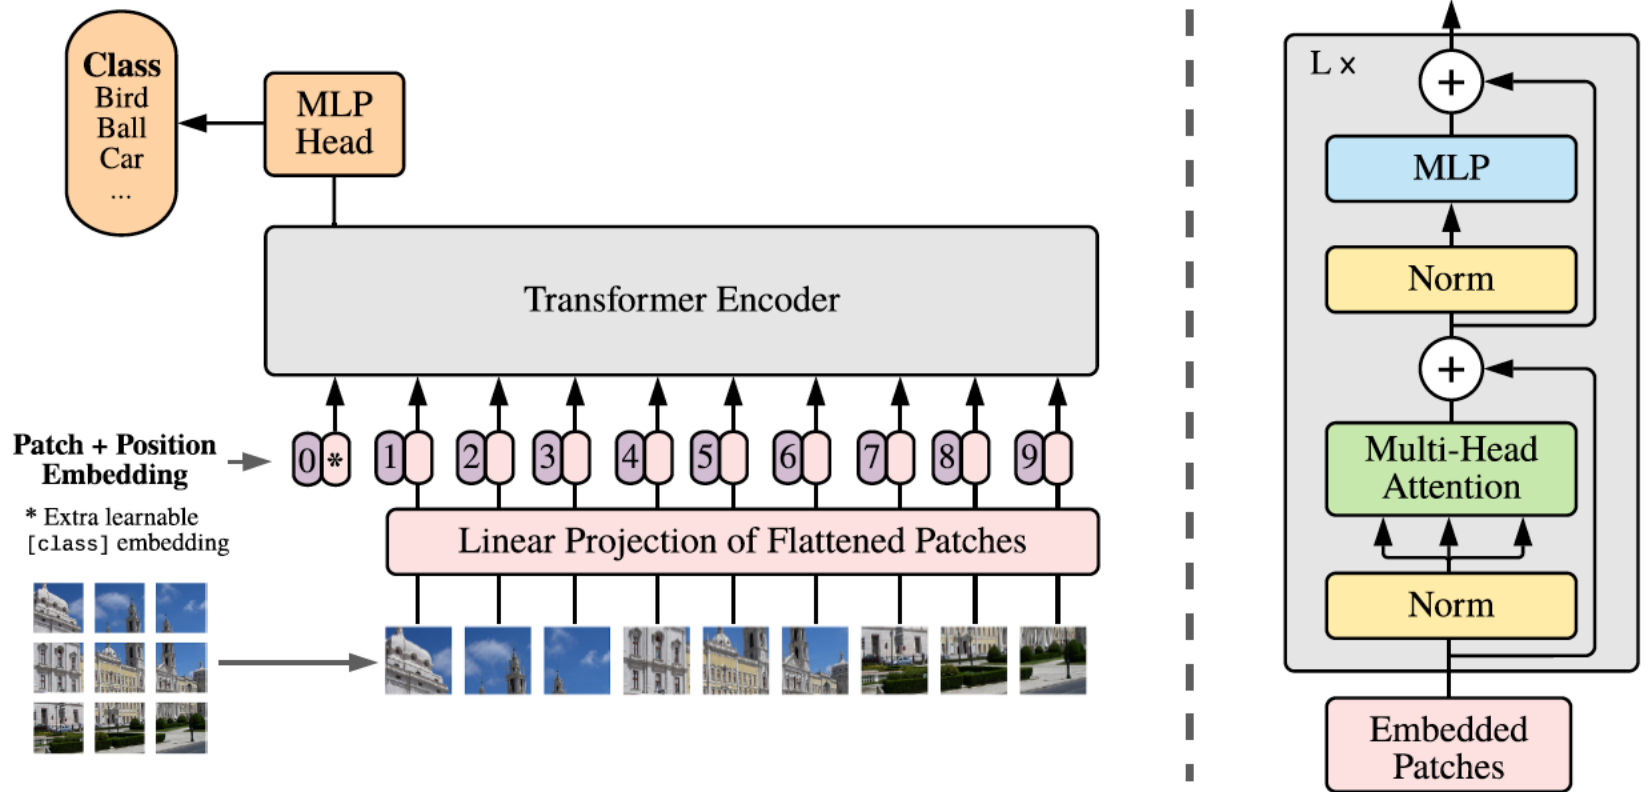 Class
Bird
Ball
Car
...
MLP
Head
Transformer Encoder
Patch + Position
Embedding
0 * 1 2 3 4 5 6 7 8 9
* Extra learnable
[class] embedding
Linear Projection of Flattened Patches
L ×
+
MLP
Norm
+
Multi-Head
Attention
Norm
Embedded
Patches